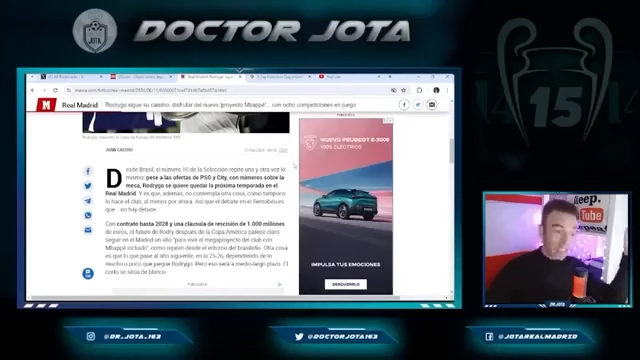 DOCTOR JOTA
JOTA
15
Real Madrid
Rodrygo sigue su camino: disfrutar del nuevo 'proyecto Mbappé'... con ocho competiciones en juego
JUAN CASTRO
Desde Brasil, el número 10 de la Selección repite una y otra vez lo
mismo: pese a las ofertas de PSG y City, con números sobre la
mesa, Rodrygo se quiere quedar la próxima temporada en el
Real Madrid. Y es que, además, no contempla otra cosa, como tampoco
lo hace el club, al menos por ahora. Así que el debate en el Bernabéu es
que... no hay debate.
Con contrato hasta 2028 y una cláusula de rescisión de 1.000 millones
de euros, el futuro de Rodry después de la Copa América parece claro:
seguir en el Madrid un año "para vivir el megaproyecto del club con
Mbappé incluido", como repiten desde el entorno del brasileño. Otra cosa
es lo que pase al año siguiente, en la 25-26, dependiendo de lo
mucho o poco que juegue Rodrygo. Pero eso será a medio-largo plazo. El
corto se sitúa de blanco.
PUBLICIDAD
PUBLICIDAD
NUEVO PEUGEOT E-3008
100% ELÉCTRICO
IMPULSA TUS EMOCIONES
DESCÚBRELO
Keep
Tube
@DR_JOTA_163
@DOCTORJOTA163
@JOTAREALMADRID